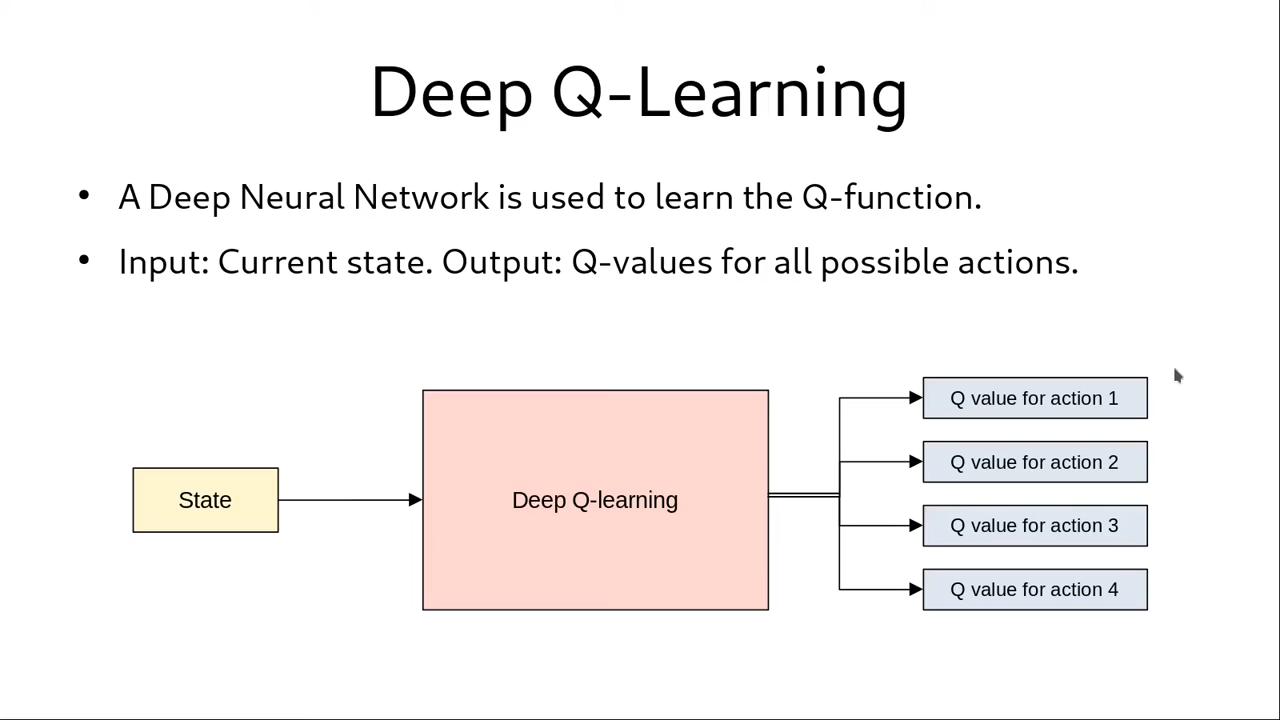 Deep Q-Learning
• A Deep Neural Network is used to learn the Q-function.
• Input: Current state. Output: Q-values for all possible actions.
State
Deep Q-learning
Q value for action 1
Q value for action 2
Q value for action 3
Q value for action 4